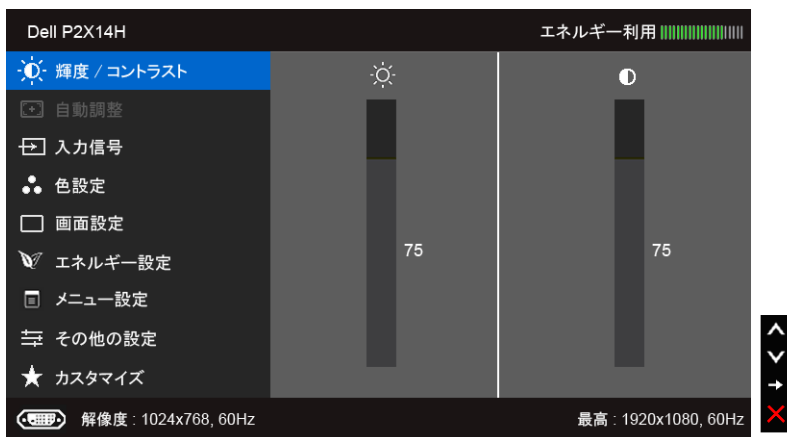 Dell P2X14H
エネルギー利用
輝度 / コントラスト
自動調整
入力信号
色設定
画面設定
エネルギー設定
メニュー設定
その他の設定
カスタマイズ
75
75
解像度 : 1024x768, 60Hz
最高 : 1920x1080, 60Hz